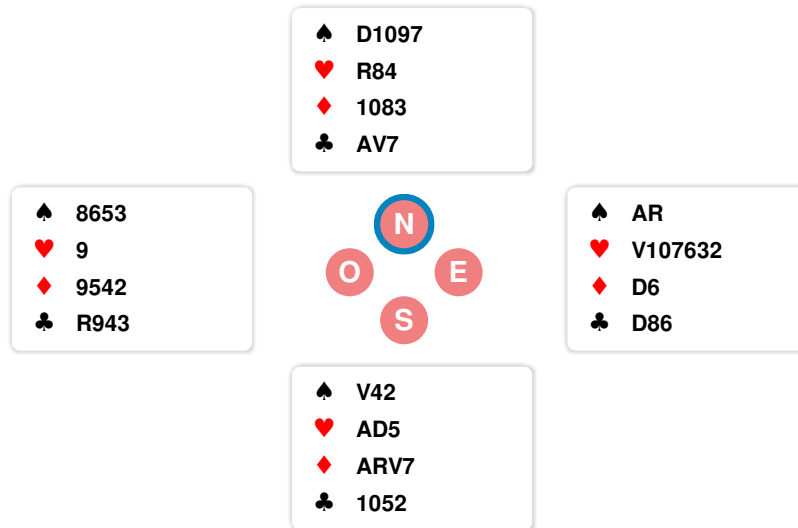 ♠ D1097
♥ R84
♦ 1083
♣ AV7
♠ 8653
♥ 9
♦ 9542
♣ R943
N
O E
S
♠ AR
♥ V107632
♦ D6
♣ D86
♠ V42
♥ AD5
♦ ARV7
♣ 1052